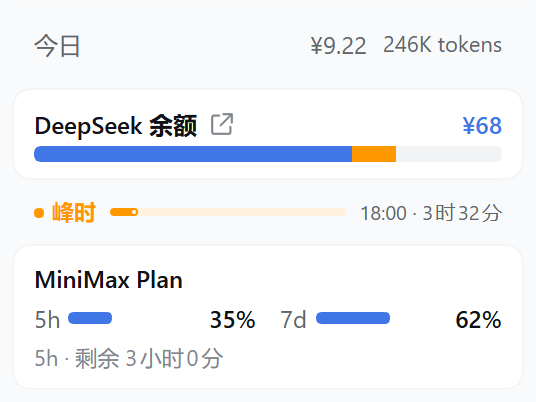 今日 ¥9.22 246K tokens
DeepSeek 余额 ¥68
峰时 18:00 · 3时32分
MiniMax Plan
5h 35% 7d 62%
5h · 剩余 3小时0分